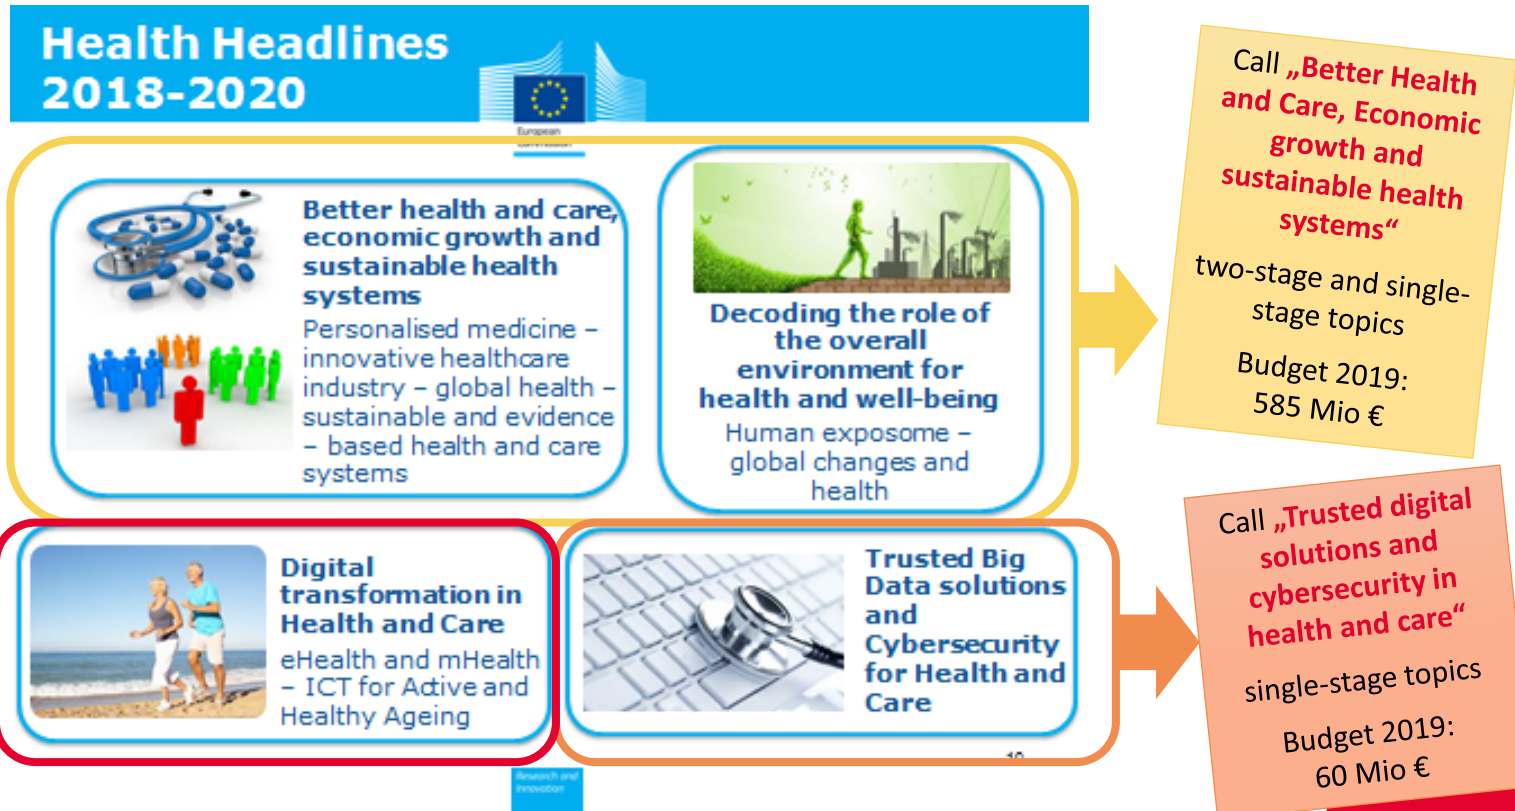 Health Headlines
2018-2020
European
Commission
Better health and care,
economic growth and
sustainable health
systems
Personalised medicine –
innovative healthcare
industry – global health –
sustainable and evidence
– based health and care
systems
Decoding the role of
the overall
environment for
health and well-being
Human exposome –
global changes and
health
Call „Better Health
and Care, Economic
growth and
sustainable health
systems“
two-stage and single-
stage topics
Budget 2019:
585 Mio €
Digital
transformation in
Health and Care
eHealth and mHealth
– ICT for Active and
Healthy Ageing
Trusted Big
Data solutions
and
Cybersecurity
for Health and
Care
Call „Trusted digital
solutions and
cybersecurity in
health and care“
single-stage topics
Budget 2019:
60 Mio €
Research and
Innovation